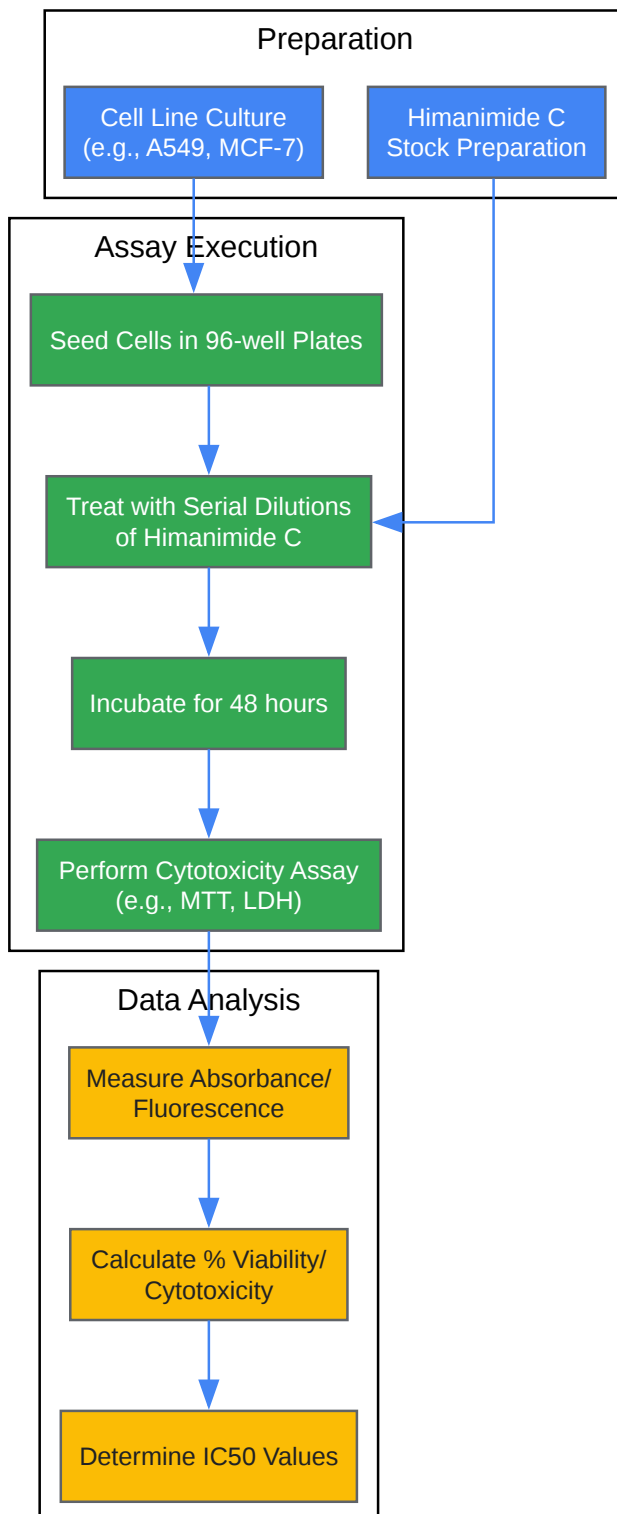 Preparation
Cell Line Culture
(e.g., A549, MCF-7)
Himanimide C
Stock Preparation
Assay Execution
Seed Cells in 96-well Plates
Treat with Serial Dilutions
of Himanimide C
Incubate for 48 hours
Perform Cytotoxicity Assay
(e.g., MTT, LDH)
Data Analysis
Measure Absorbance/
Fluorescence
Calculate % Viability/
Cytotoxicity
Determine IC50 Values